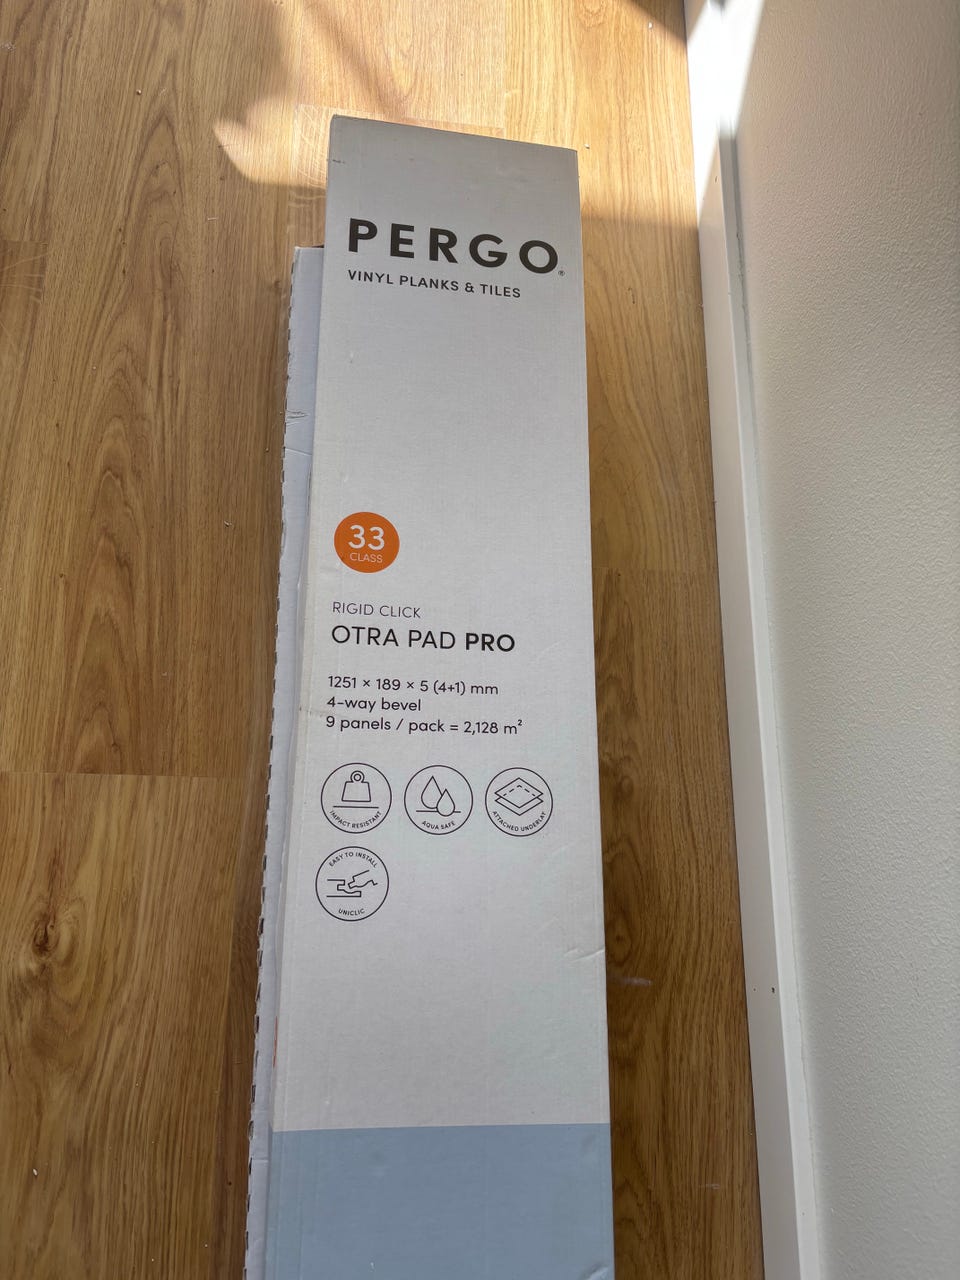 PERGO®
VINYL PLANKS & TILES
33
CLASS
RIGID CLICK
OTRA PAD PRO
1251 × 189 × 5 (4+1) mm
4-way bevel
9 panels / pack = 2,128 m²
IMPACT RESISTANT
AQUA SAFE
ATTACHED UNDERLAY
EASY TO INSTALL
UNICLIC